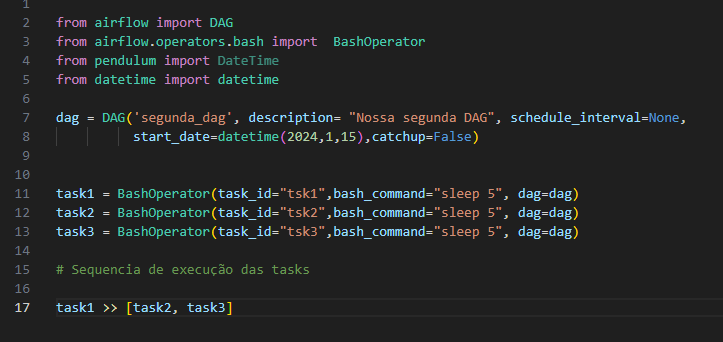 1
2 from airflow import DAG
3 from airflow.operators.bash import  BashOperator
4 from pendulum import DateTime
5 from datetime import datetime
6
7 dag = DAG('segunda_dag', description= "Nossa segunda DAG", schedule_interval=None,
8           start_date=datetime(2024,1,15),catchup=False)
9
10
11 task1 = BashOperator(task_id="tsk1",bash_command="sleep 5", dag=dag)
12 task2 = BashOperator(task_id="tsk2",bash_command="sleep 5", dag=dag)
13 task3 = BashOperator(task_id="tsk3",bash_command="sleep 5", dag=dag)
14
15 # Sequencia de execução das tasks
16
17 task1 >> [task2, task3]